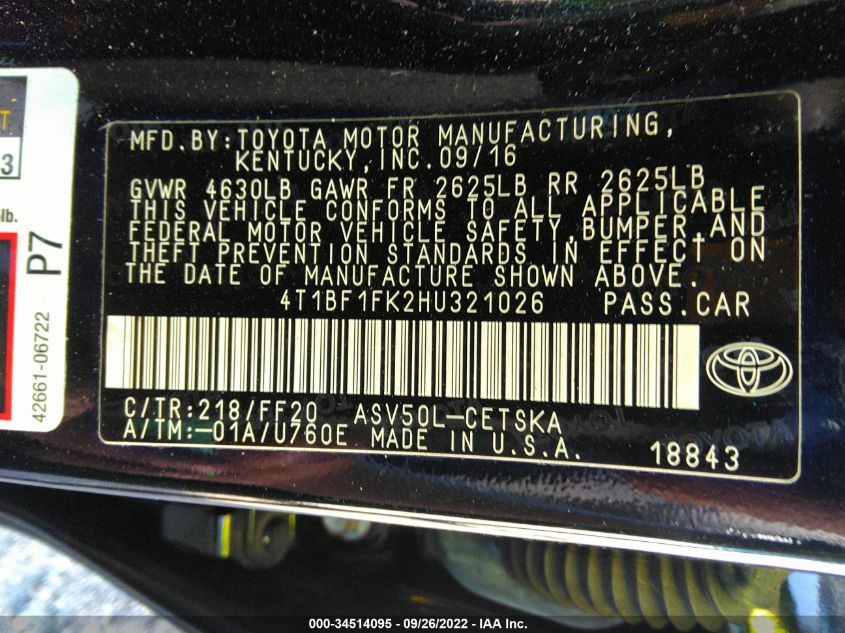 T
3
lb.
P7
42661-06722
MFD.BY:TOYOTA MOTOR MANUFACTURING,
KENTUCKY,INC.09/16
GVWR 4630LB GAWR FR 2625LB RR 2625LB
THIS VEHICLE CONFORMS TO ALL APPLICABLE
FEDERAL MOTOR VEHICLE SAFETY,BUMPER,AND
THEFT PREVENTION STANDARDS IN EFFECT ON
THE DATE OF MANUFACTURE SHOWN ABOVE.
4T1BF1FK2HU321026 PASS.CAR
C/TR:218/FF20 ASV50L-CETSKA
A/TM:-01A/U760E MADE IN U.S.A.
18843
000-34514095 - 09/26/2022 - IAA Inc.